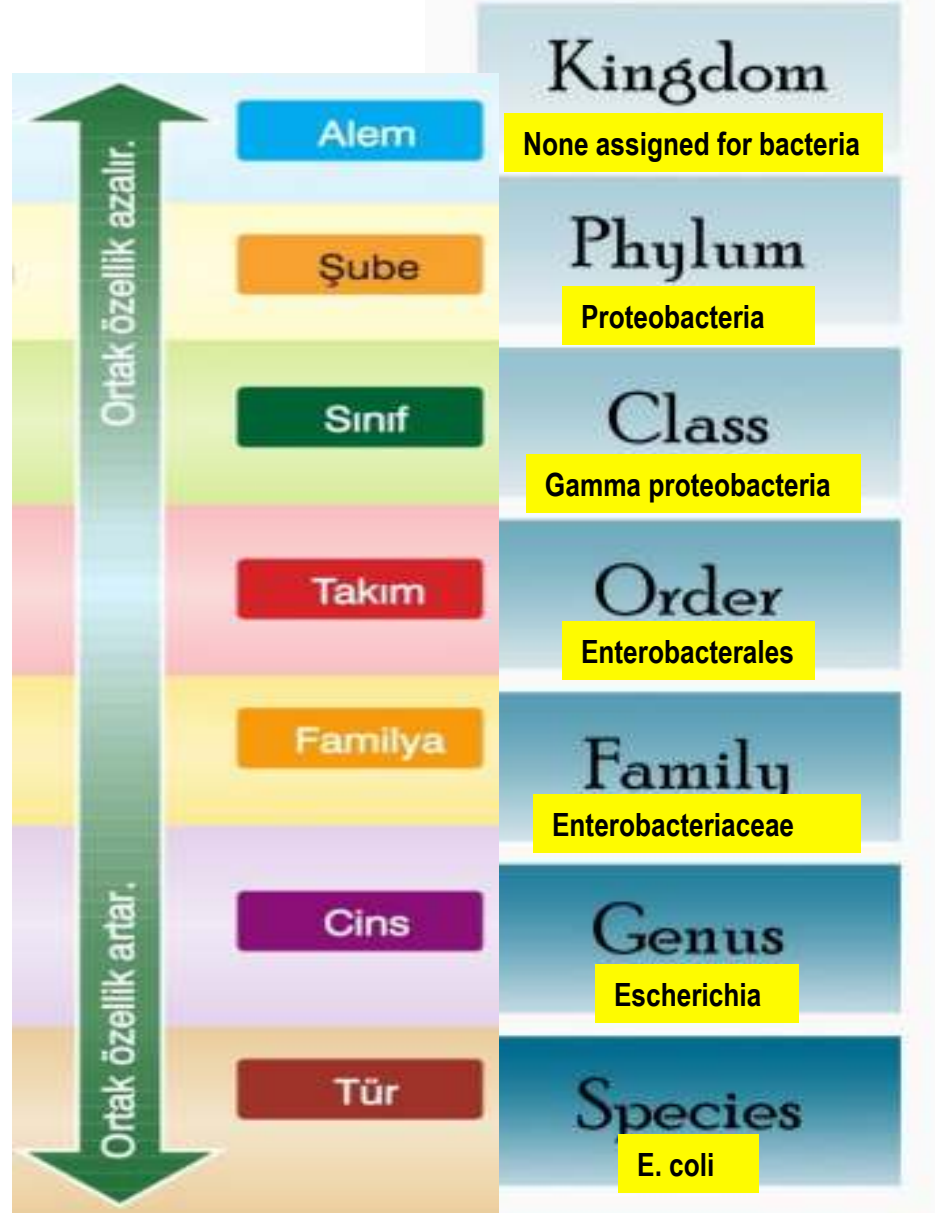 Ortak özellik azalır.
Ortak özellik artar.
Alem
Kingdom
None assigned for bacteria
Şube
Phylum
Proteobacteria
Sınıf
Class
Gamma proteobacteria
Takım
Order
Enterobacterales
Familya
Family
Enterobacteriaceae
Cins
Genus
Escherichia
Tür
Species
E. coli